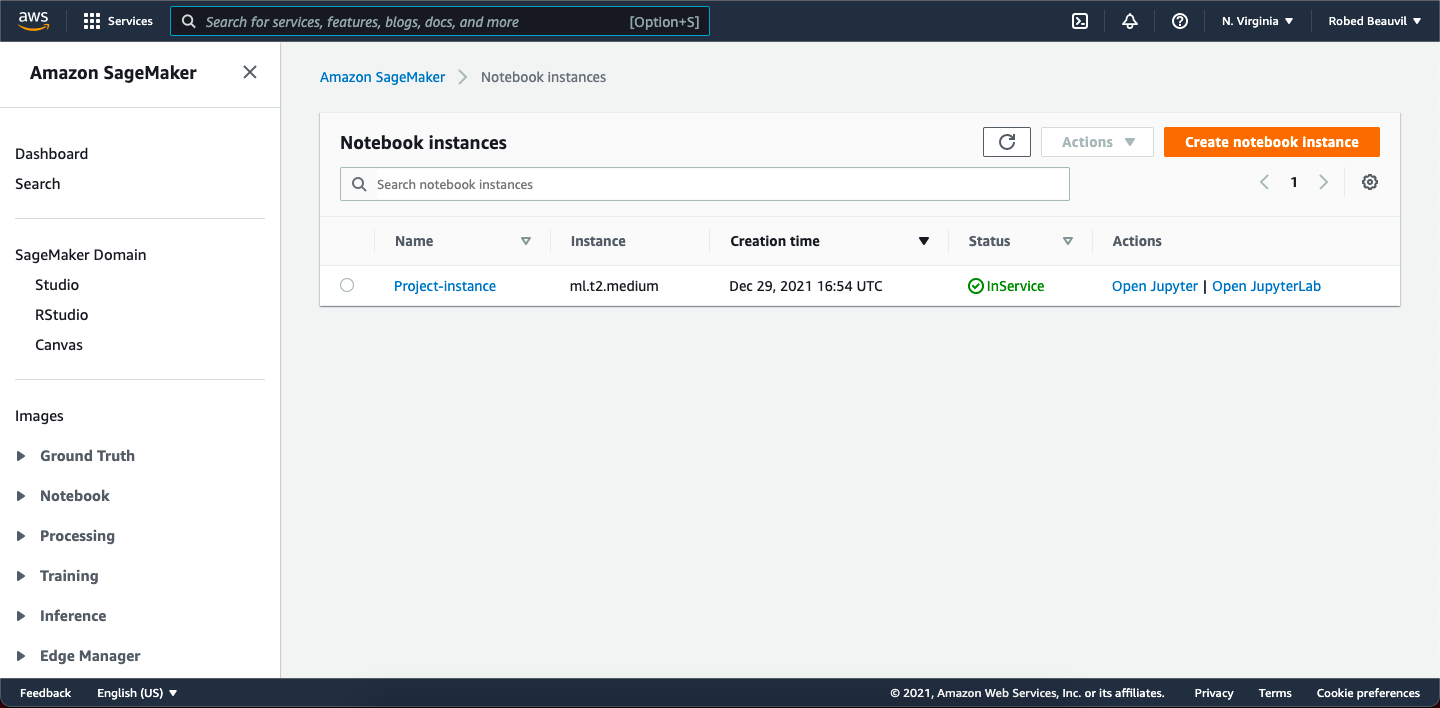 aws
Services
Search for services, features, blogs, docs, and more [Option+S]
N. Virginia
Robed Beauvil
Amazon SageMaker
Dashboard
Search
SageMaker Domain
Studio
RStudio
Canvas
Images
Ground Truth
Notebook
Processing
Training
Inference
Edge Manager
Amazon SageMaker Notebook instances
Notebook instances
Actions
Create notebook instance
Search notebook instances
1
Name Instance Creation time Status Actions
Project-instance ml.t2.medium Dec 29, 2021 16:54 UTC InService Open Jupyter | Open JupyterLab
Feedback English (US) © 2021, Amazon Web Services, Inc. or its affiliates. Privacy Terms Cookie preferences